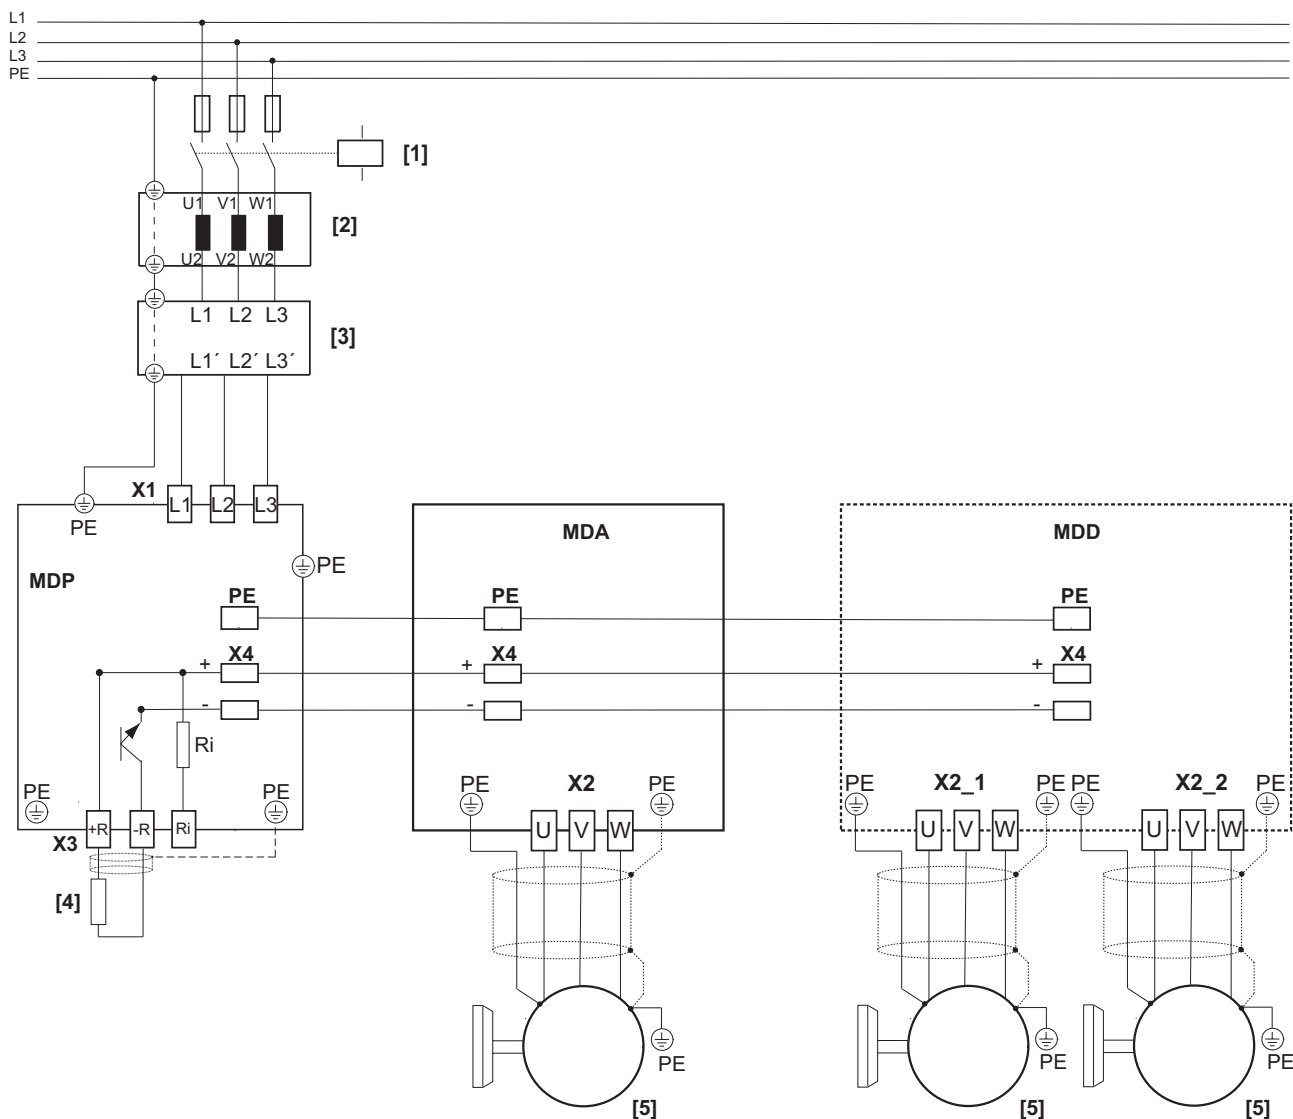 L1
L2
L3
PE
[1]
U1 V1 W1
[2]
U2 V2 W2
L1 L2 L3
[3]
L1´ L2´ L3´
X1 L1 L2 L3
PE
MDA
MDD
PE
MDP
PE PE PE
X4 X4 X4
+ + +
- - -
Ri
PE PE
PE X2 PE
PE X2_1 PE PE X2_2 PE
X3 +R -R Ri
U V W
U V W
U V W
[4]
PE PE PE
[5] [5] [5]